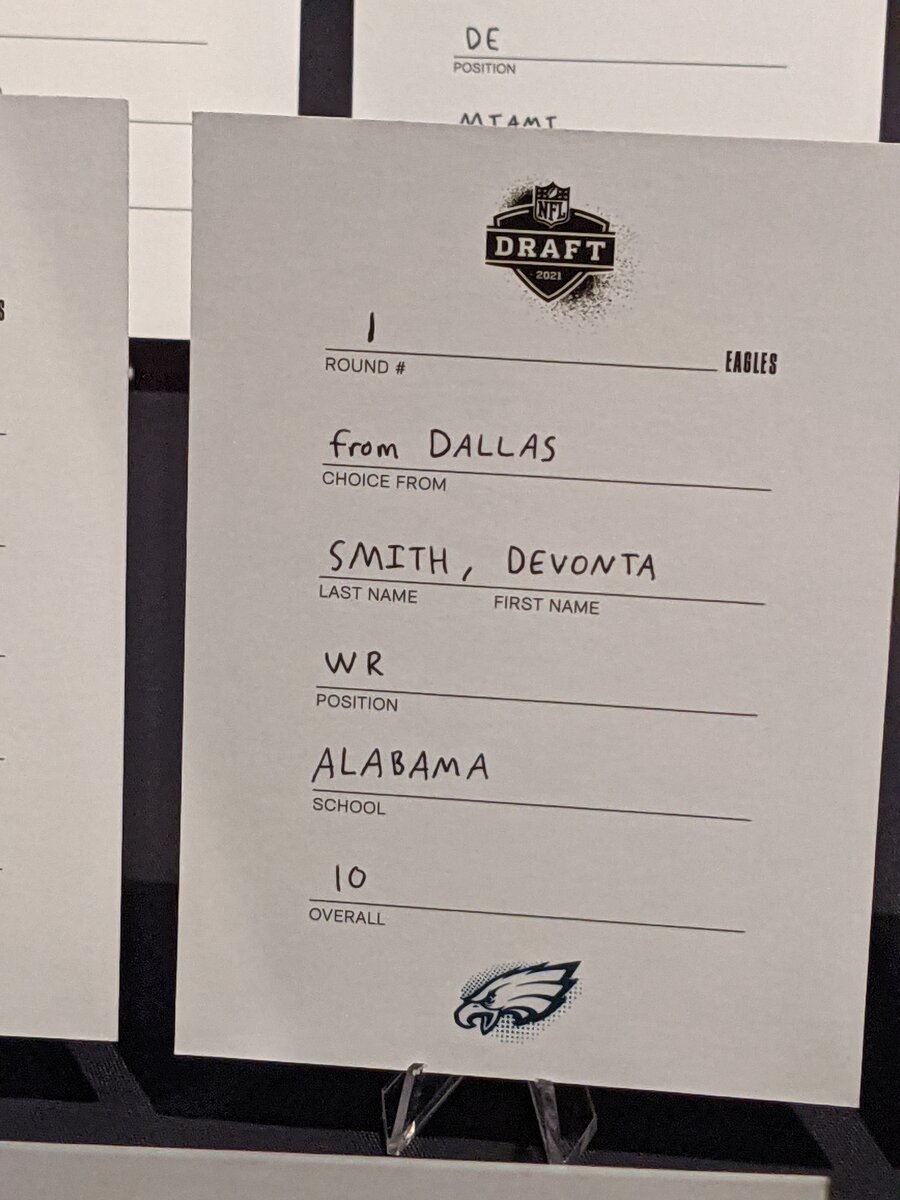 DE
POSITION
MIAMI
NFL
DRAFT
2021
1
ROUND #
EAGLES
from DALLAS
CHOICE FROM
SMITH, DEVONTA
LAST NAME FIRST NAME
WR
POSITION
ALABAMA
SCHOOL
10
OVERALL